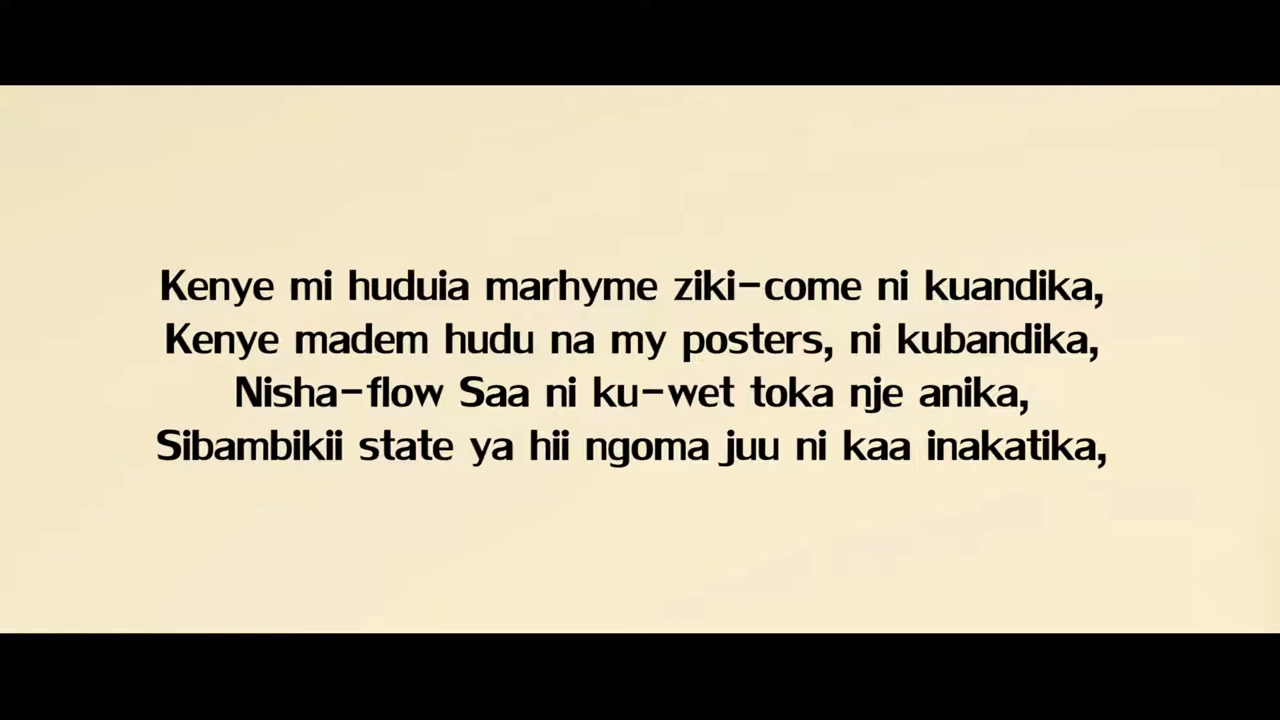 Kenye mi huduia marhyme ziki-come ni kuandika,
Kenye madem hudu na my posters, ni kubandika,
Nisha-flow Saa ni ku-wet toka nje anika,
Sibambikii state ya hii ngoma juu ni kaa inakatika,